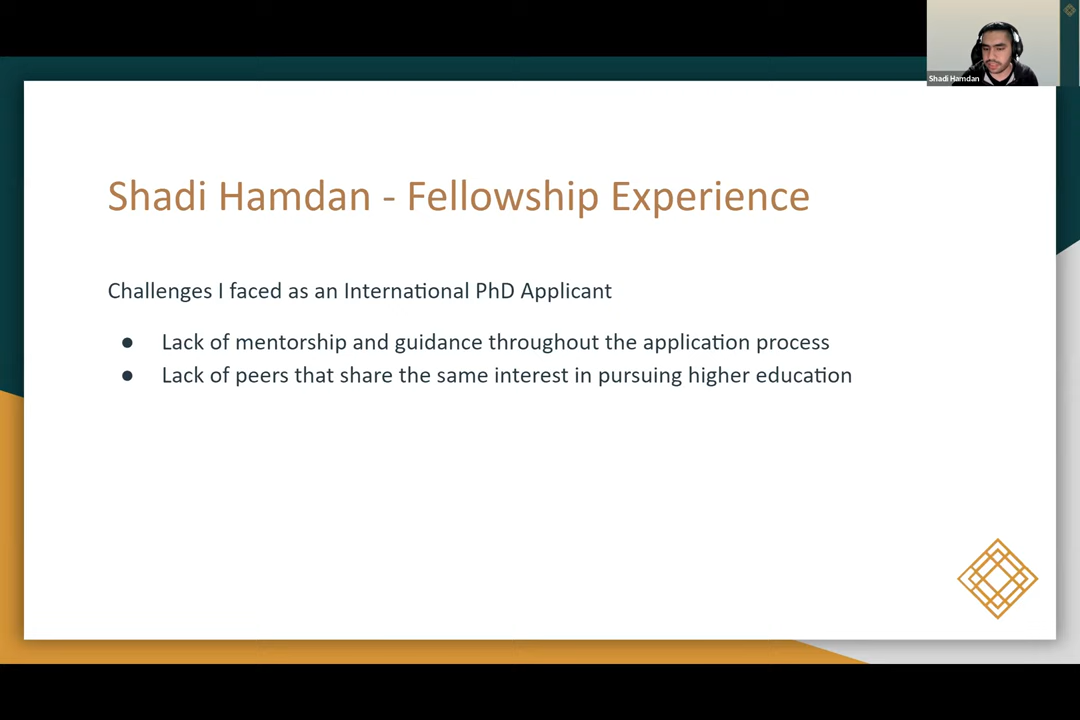 Shadi Hamdan
Shadi Hamdan - Fellowship Experience
Challenges I faced as an International PhD Applicant
● Lack of mentorship and guidance throughout the application process
● Lack of peers that share the same interest in pursuing higher education